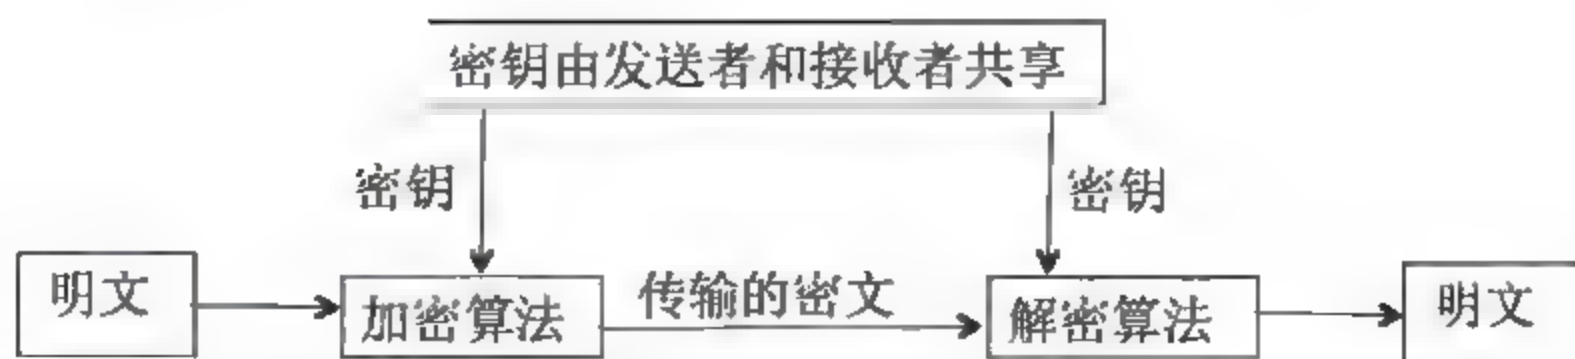 密钥由发送者和接收者共享
密钥
密钥
明文
加密算法
传输的密文
解密算法
明文